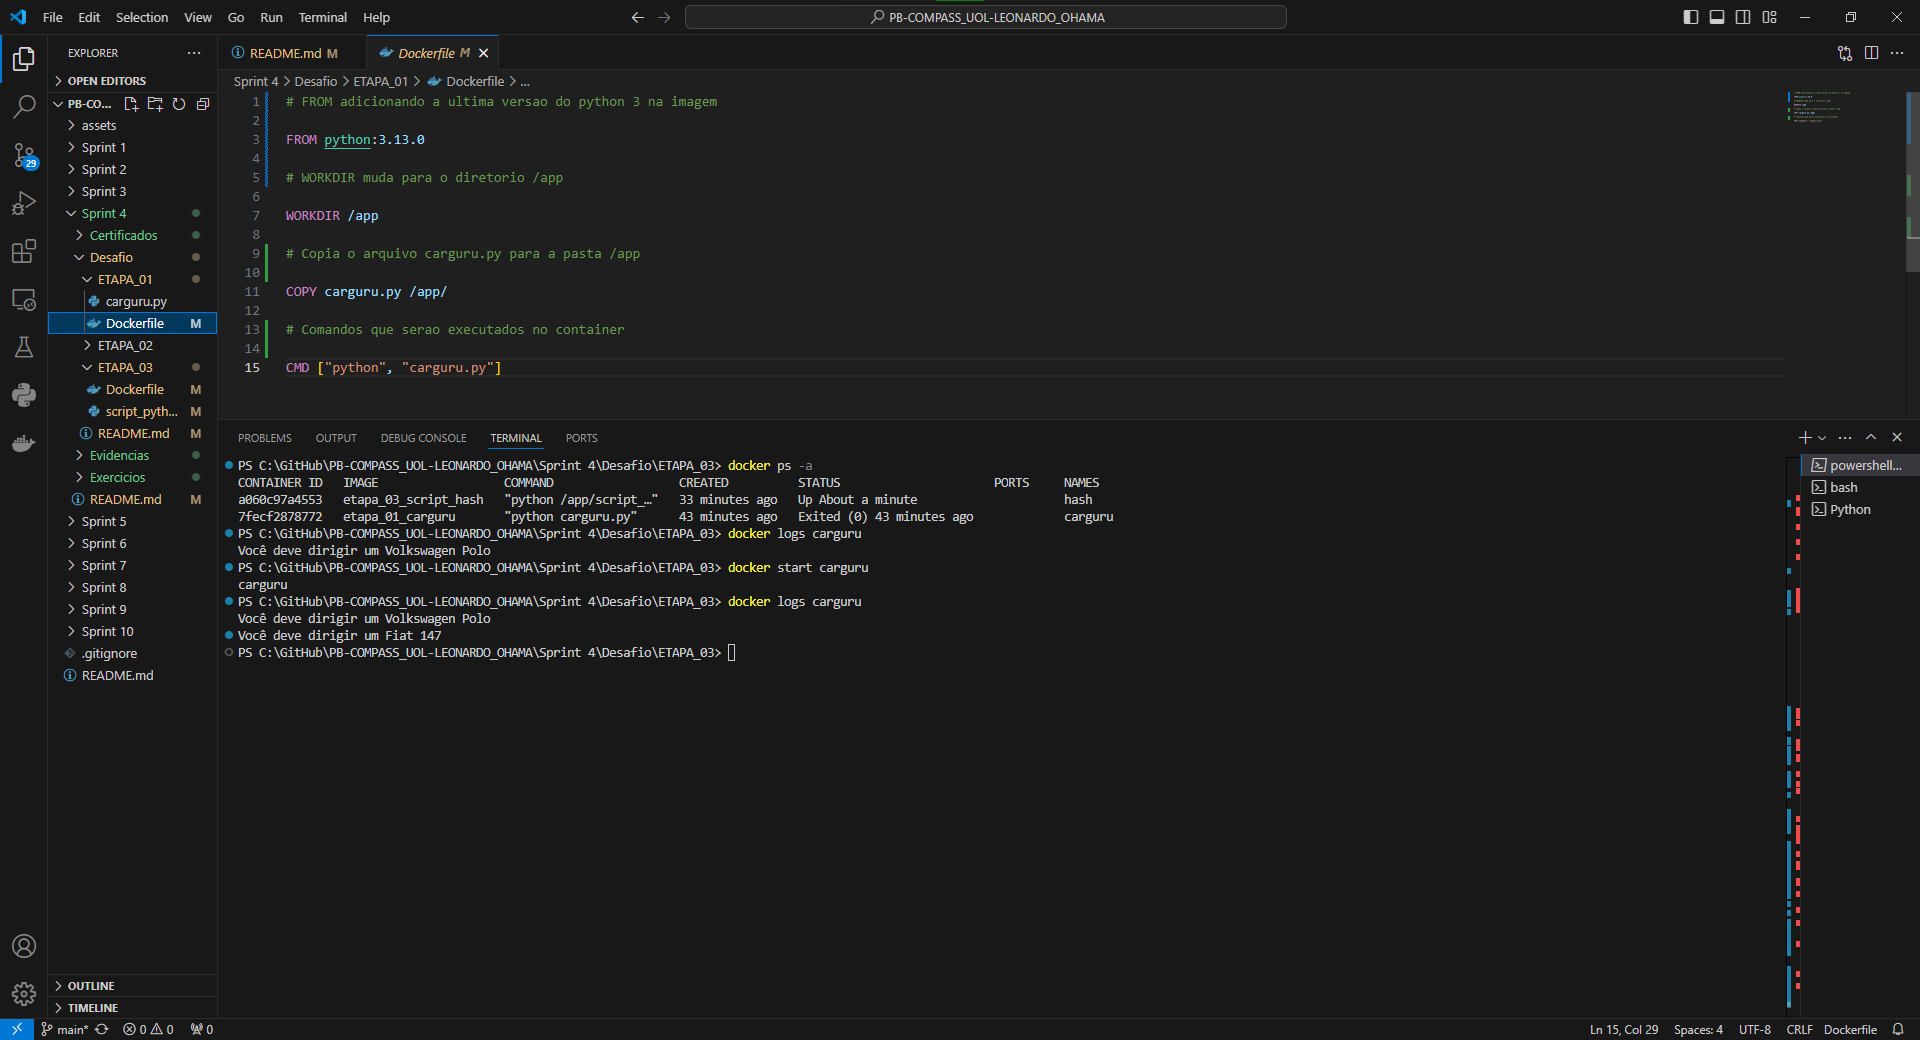 File Edit Selection View Go Run Terminal Help
PB-COMPASS_UOL-LEONARDO_OHAMA
EXPLORER
OPEN EDITORS
PB-CO...
assets
Sprint 1
Sprint 2
Sprint 3
Sprint 4
Certificados
Desafio
ETAPA_01
carguru.py
Dockerfile M
ETAPA_02
ETAPA_03
Dockerfile M
script_pyth... M
README.md M
Evidencias
Exercicios
README.md M
Sprint 5
Sprint 6
Sprint 7
Sprint 8
Sprint 9
Sprint 10
.gitignore
README.md
OUTLINE
TIMELINE
29
README.md M
Dockerfile M
Sprint 4 > Desafio > ETAPA_01 > Dockerfile > ...
1 # FROM adicionando a ultima versao do python 3 na imagem
2
3 FROM python:3.13.0
4
5 # WORKDIR muda para o diretorio /app
6
7 WORKDIR /app
8
9 # Copia o arquivo carguru.py para a pasta /app
10
11 COPY carguru.py /app/
12
13 # Comandos que serao executados no container
14
15 CMD ["python", "carguru.py"]
PROBLEMS OUTPUT DEBUG CONSOLE TERMINAL PORTS
PS C:\GitHub\PB-COMPASS_UOL-LEONARDO_OHAMA\Sprint 4\Desafio\ETAPA_03> docker ps -a
CONTAINER ID IMAGE COMMAND CREATED STATUS PORTS NAMES
a060c97a4553 etapa_03_script_hash "python /app/script_…" 33 minutes ago Up About a minute hash
7fecf2878772 etapa_01_carguru "python carguru.py" 43 minutes ago Exited (0) 43 minutes ago carguru
PS C:\GitHub\PB-COMPASS_UOL-LEONARDO_OHAMA\Sprint 4\Desafio\ETAPA_03> docker logs carguru
Você deve dirigir um Volkswagen Polo
PS C:\GitHub\PB-COMPASS_UOL-LEONARDO_OHAMA\Sprint 4\Desafio\ETAPA_03> docker start carguru
carguru
PS C:\GitHub\PB-COMPASS_UOL-LEONARDO_OHAMA\Sprint 4\Desafio\ETAPA_03> docker logs carguru
Você deve dirigir um Volkswagen Polo
Você deve dirigir um Fiat 147
PS C:\GitHub\PB-COMPASS_UOL-LEONARDO_OHAMA\Sprint 4\Desafio\ETAPA_03>
powershell...
bash
Python
main* 0 0 0
Ln 15, Col 29 Spaces: 4 UTF-8 CRLF Dockerfile